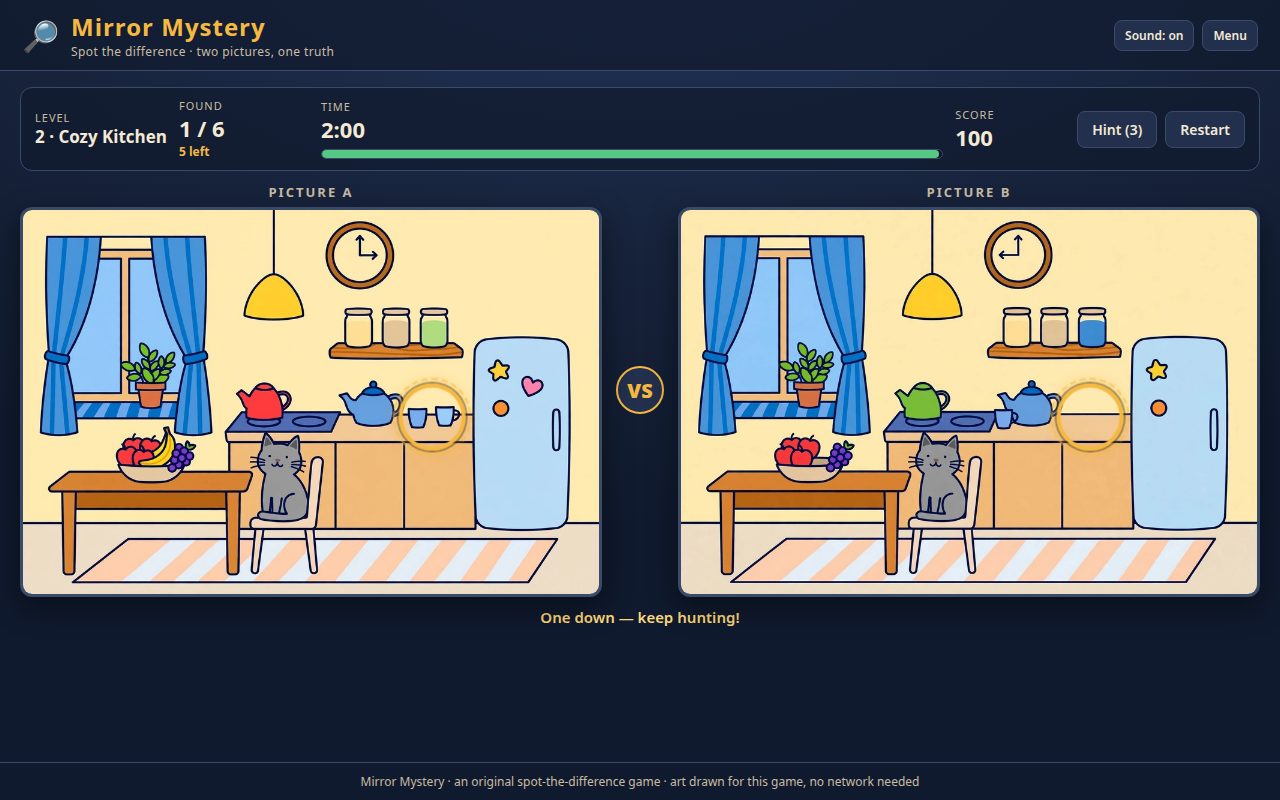 Mirror Mystery
Spot the difference · two pictures, one truth
Sound: on
Menu
LEVEL
2 · Cozy Kitchen
FOUND
1 / 6
5 left
TIME
2:00
SCORE
100
Hint (3)
Restart
PICTURE A
PICTURE B
VS
One down — keep hunting!
Mirror Mystery · an original spot-the-difference game · art drawn for this game, no network needed